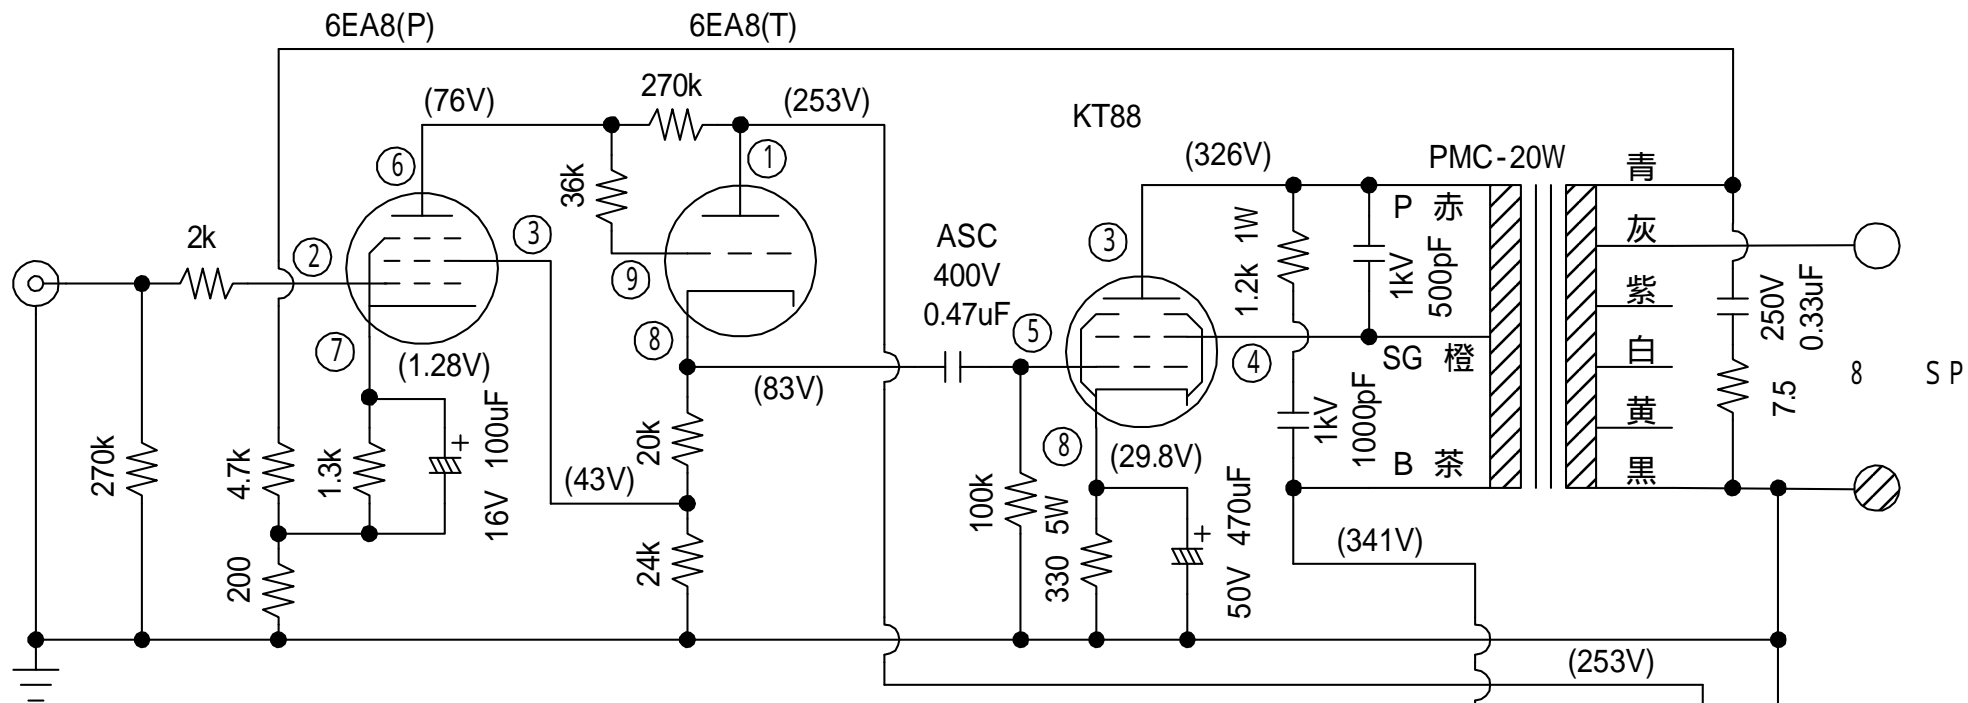 6EA8(P)
6EA8(T)
270k
(76V)
(253V)
KT88
6
1
36k
(326V)
PMC-20W
青
P 赤
灰
2k
2
3
9
ASC
400V
0.47uF
3
1.2k 1W
1kV
500pF
紫
250V
0.33uF
7
(1.28V)
8
(83V)
5
4
SG 橙
白
8 SP
270k
4.7k
1.3k
16V 100uF
20k
(43V)
100k
8
(29.8V)
1kV
1000pF
B 茶
黄
7.5
黒
200
24k
330 5W
50V 470uF
(341V)
(253V)